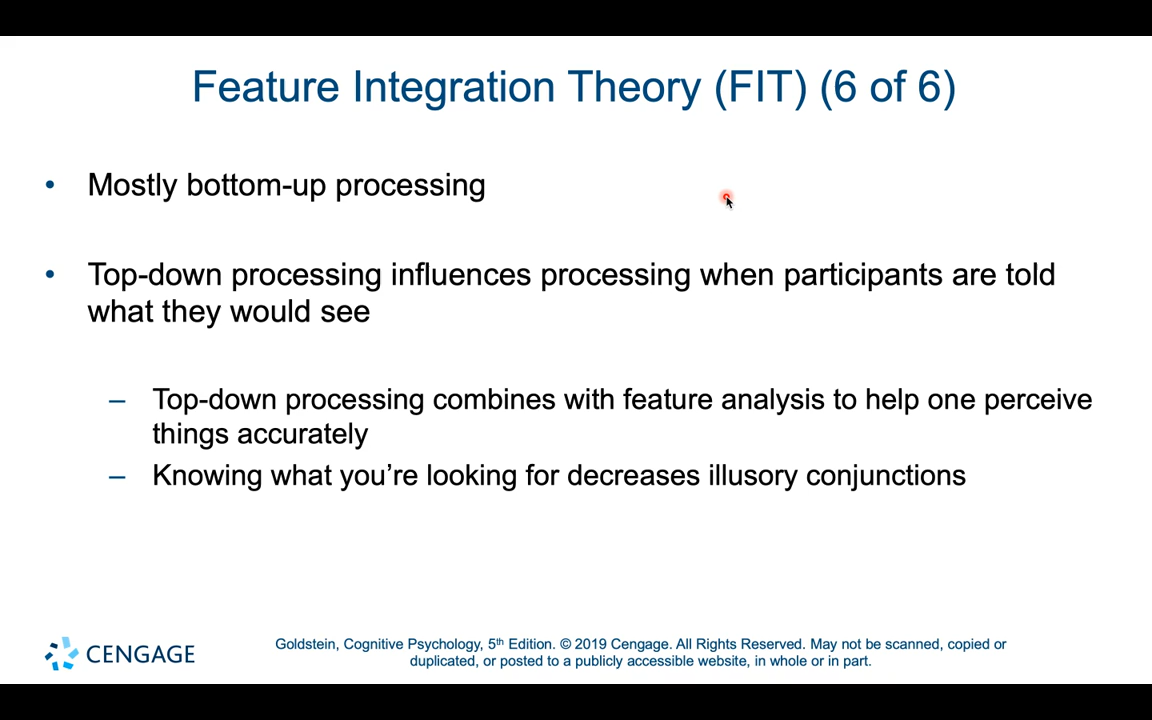 Feature Integration Theory (FIT) (6 of 6)
• Mostly bottom-up processing
• Top-down processing influences processing when participants are told
what they would see
– Top-down processing combines with feature analysis to help one perceive
things accurately
– Knowing what you’re looking for decreases illusory conjunctions
CENGAGE
Goldstein, Cognitive Psychology, 5th Edition. © 2019 Cengage. All Rights Reserved. May not be scanned, copied or
duplicated, or posted to a publicly accessible website, in whole or in part.